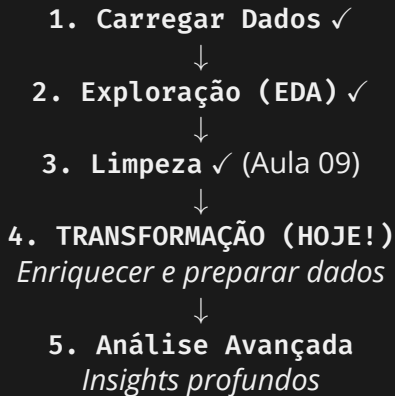 1. Carregar Dados ✓
↓
2. Exploração (EDA) ✓
↓
3. Limpeza ✓ (Aula 09)
↓
4. TRANSFORMAÇÃO (HOJE!)
Enriquecer e preparar dados
↓
5. Análise Avançada
Insights profundos